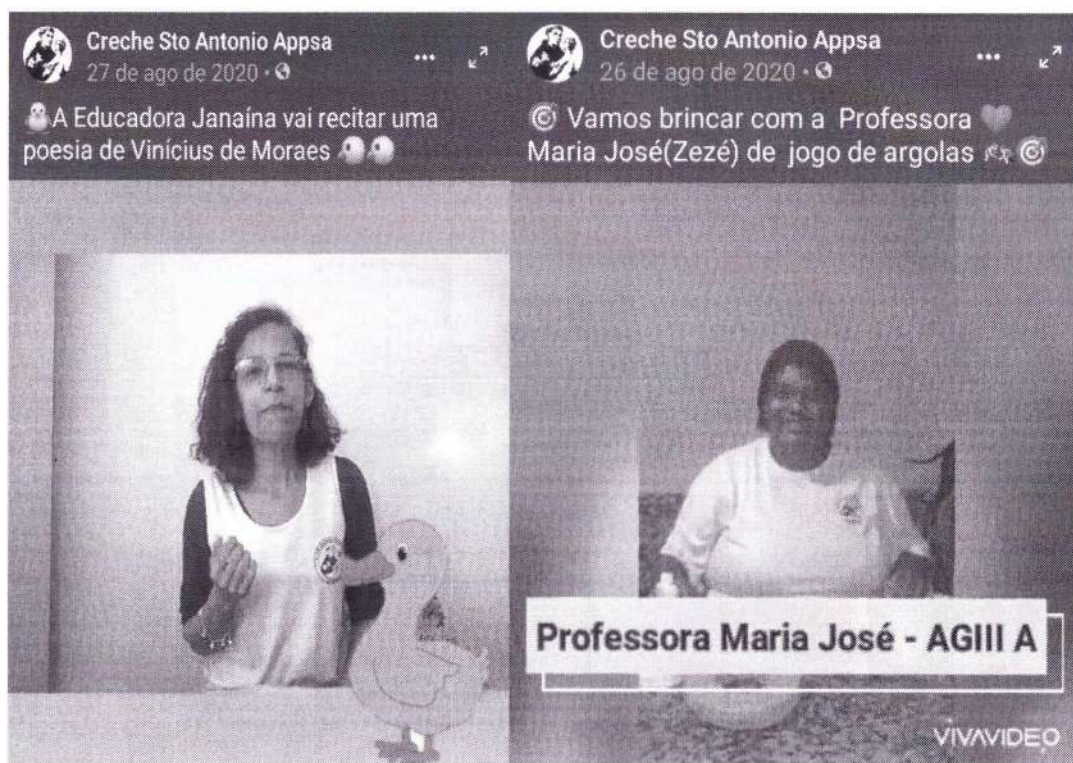 Creche Sto Antonio Appsa
27 de ago de 2020
A Educadora Janaína vai recitar uma
poesia de Vinícius de Moraes
Creche Sto Antonio Appsa
26 de ago de 2020
Vamos brincar com a Professora
Maria José(Zezé) de jogo de argolas
Professora Maria José - AGIII A
VIVAVIDEO